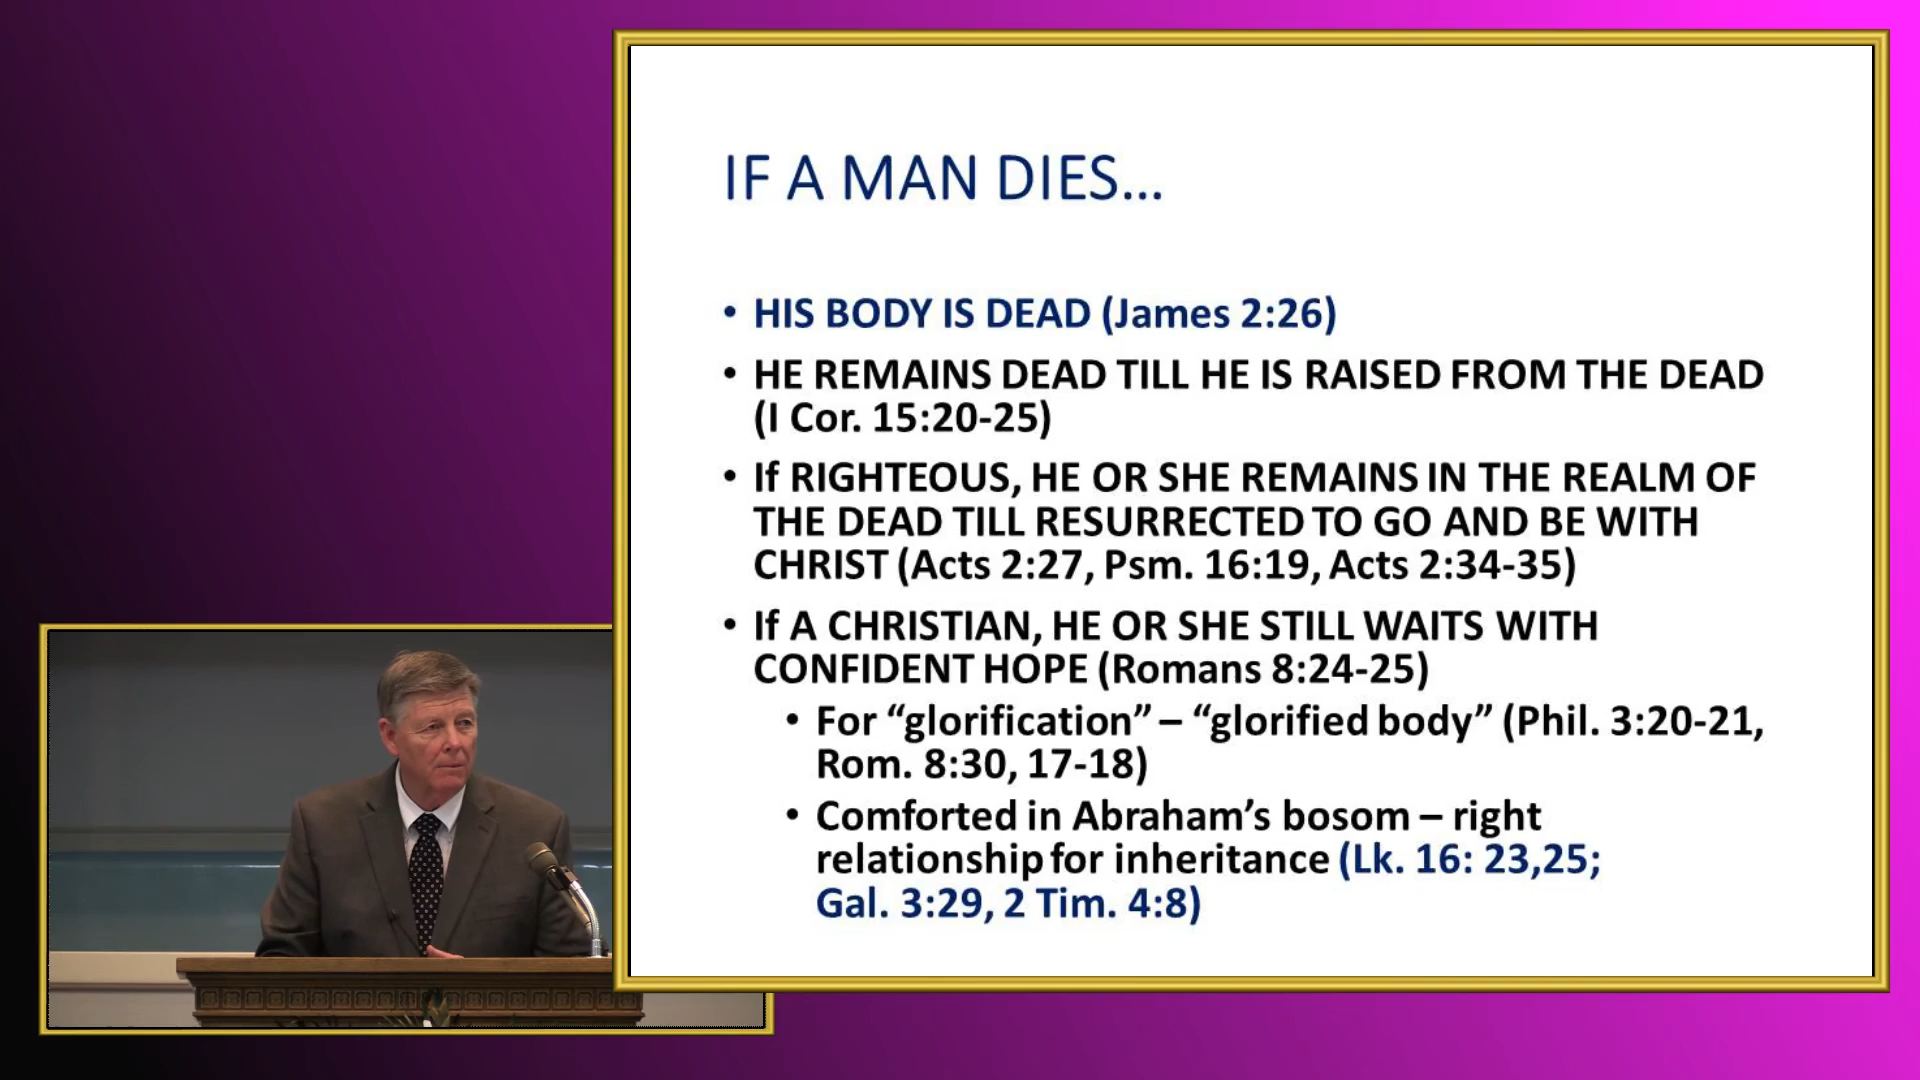 IF A MAN DIES…
• HIS BODY IS DEAD (James 2:26)
• HE REMAINS DEAD TILL HE IS RAISED FROM THE DEAD
(I Cor. 15:20-25)
• If RIGHTEOUS, HE OR SHE REMAINS IN THE REALM OF
THE DEAD TILL RESURRECTED TO GO AND BE WITH
CHRIST (Acts 2:27, Psm. 16:19, Acts 2:34-35)
• If A CHRISTIAN, HE OR SHE STILL WAITS WITH
CONFIDENT HOPE (Romans 8:24-25)
• For “glorification” – “glorified body” (Phil. 3:20-21,
Rom. 8:30, 17-18)
• Comforted in Abraham’s bosom – right
relationship for inheritance (Lk. 16: 23,25;
Gal. 3:29, 2 Tim. 4:8)